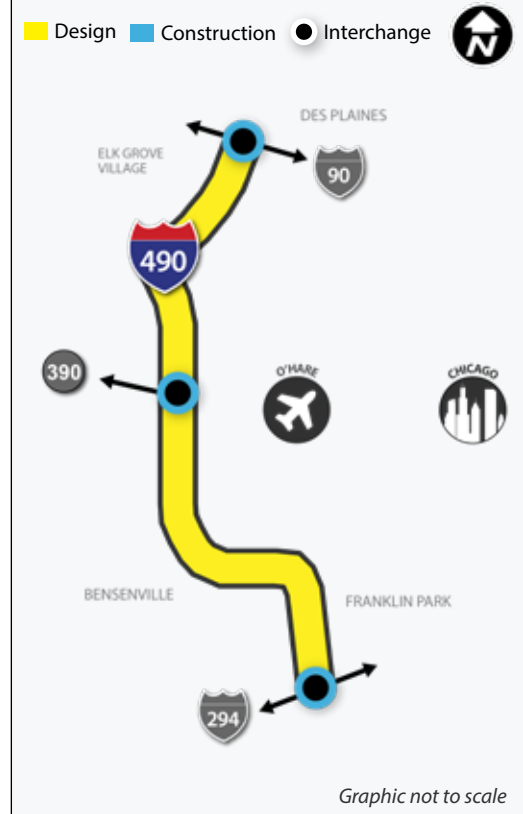 Design Construction Interchange N
DES PLAINES
ELK GROVE
VILLAGE
90
490
390
O'HARE CHICAGO
BENSENVILLE
FRANKLIN PARK
294
Graphic not to scale